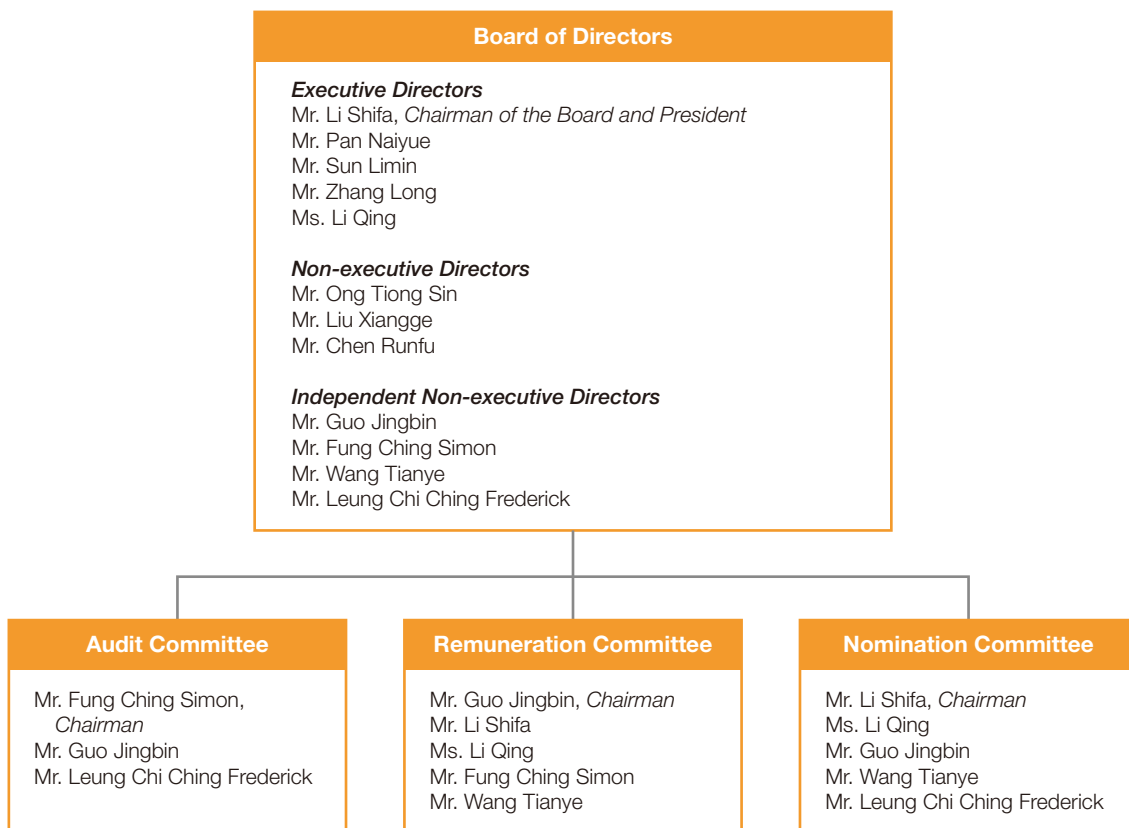 Board of Directors
Executive Directors
Mr. Li Shifa, Chairman of the Board and President
Mr. Pan Naiyue
Mr. Sun Limin
Mr. Zhang Long
Ms. Li Qing
Non-executive Directors
Mr. Ong Tiong Sin
Mr. Liu Xiangge
Mr. Chen Runfu
Independent Non-executive Directors
Mr. Guo Jingbin
Mr. Fung Ching Simon
Mr. Wang Tianye
Mr. Leung Chi Ching Frederick
Audit Committee
Mr. Fung Ching Simon,
Chairman
Mr. Guo Jingbin
Mr. Leung Chi Ching Frederick
Remuneration Committee
Mr. Guo Jingbin, Chairman
Mr. Li Shifa
Ms. Li Qing
Mr. Fung Ching Simon
Mr. Wang Tianye
Nomination Committee
Mr. Li Shifa, Chairman
Ms. Li Qing
Mr. Guo Jingbin
Mr. Wang Tianye
Mr. Leung Chi Ching Frederick